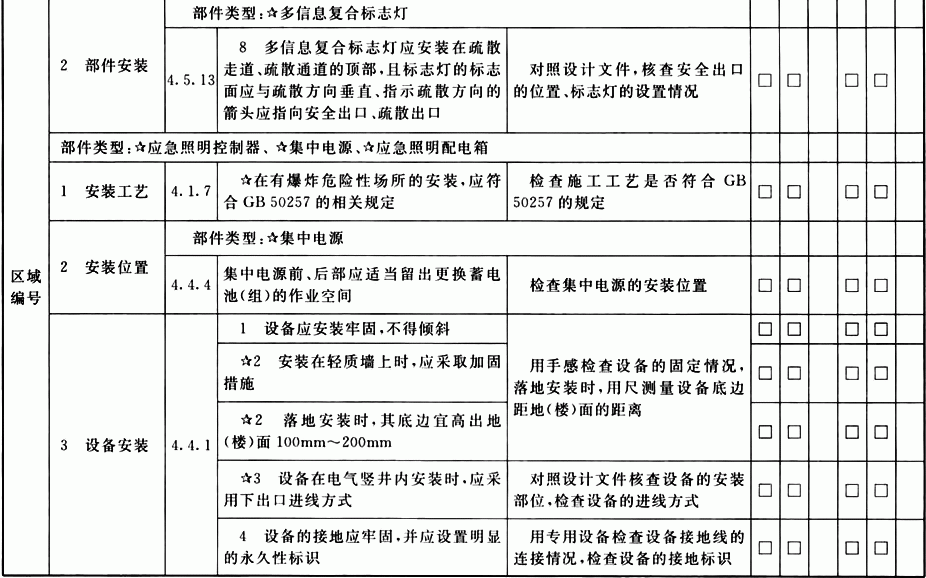 部件类型:☆多信息复合标志灯
2 部件安装
4.5.13
8 多信息复合标志灯应安装在疏散
走道、疏散通道的顶部,且标志灯的标志
面应与疏散方向垂直、指示疏散方向的
箭头应指向安全出口、疏散出口
对照设计文件,核查安全出口
的位置、标志灯的设置情况
□ □ □ □
部件类型:☆应急照明控制器、☆集中电源、☆应急照明配电箱
1 安装工艺
4.1.7
☆在有爆炸危险性场所的安装,应符
合 GB 50257 的相关规定
检查施工工艺是否符合 GB
50257 的规定
□ □ □ □
区域
编号
2 安装位置
部件类型:☆集中电源
4.4.4
集中电源前、后部应适当留出更换蓄电
池(组)的作业空间
检查集中电源的安装位置
□ □ □ □
3 设备安装
4.4.1
1 设备应安装牢固,不得倾斜
□ □ □ □
☆2 安装在轻质墙上时,应采取加固
措施
□ □ □ □
☆2 落地安装时,其底边宜高出地
(楼)面 100mm～200mm
□ □ □ □
用手感检查设备的固定情况,
落地安装时,用尺测量设备底边
距地(楼)面的距离
☆3 设备在电气竖井内安装时,应采
用下出口进线方式
对照设计文件核查设备的安装
部位,检查设备的进线方式
□ □ □ □
4 设备的接地应牢固,并应设置明显
的永久性标识
用专用设备检查设备接地线的
连接情况,检查设备的接地标识
□ □ □ □